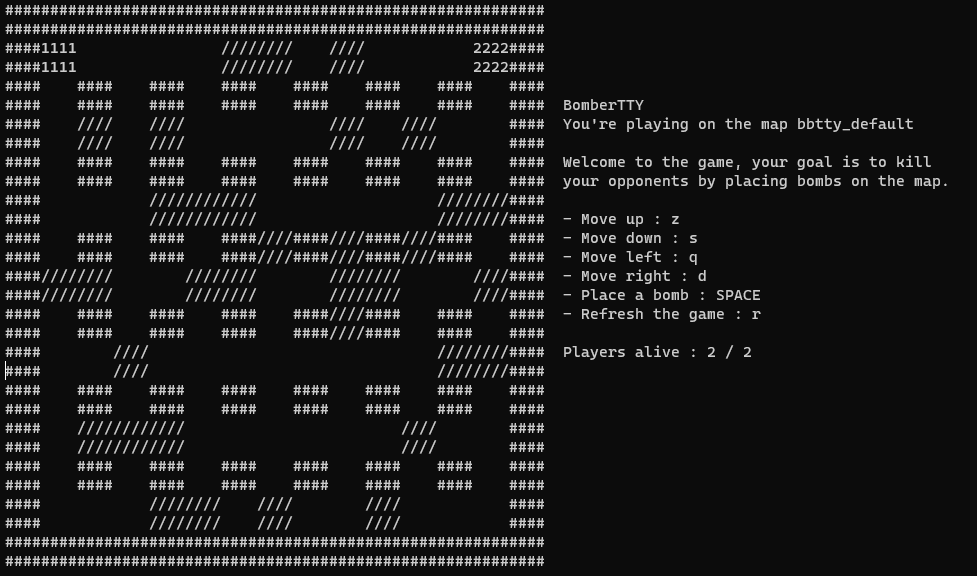 ############################################################
############################################################
####1111                ////////    ////            2222####
####1111                ////////    ////            2222####
####    ####    ####    ####    ####    ####    ####    ####
####    ####    ####    ####    ####    ####    ####    ####  BomberTTY
####    ////    ////                ////    ////        ####  You're playing on the map bbtty_default
####    ////    ////                ////    ////        ####
####    ####    ####    ####    ####    ####    ####    ####  Welcome to the game, your goal is to kill
####    ####    ####    ####    ####    ####    ####    ####  your opponents by placing bombs on the map.
####            ////////////                    ////////####
####            ////////////                    ////////####  - Move up : z
####    ####    ####    ####////####////####////####    ####  - Move down : s
####    ####    ####    ####////####////####////####    ####  - Move left : q
####////////        ////////        ////////        ////####  - Move right : d
####////////        ////////        ////////        ////####  - Place a bomb : SPACE
####    ####    ####    ####    ####////####    ####    ####  - Refresh the game : r
####    ####    ####    ####    ####////####    ####    ####
####        ////                                ////////####  Players alive : 2 / 2
####        ////                                ////////####
####    ####    ####    ####    ####    ####    ####    ####
####    ####    ####    ####    ####    ####    ####    ####
####    ////////////                        ////        ####
####    ////////////                        ////        ####
####    ####    ####    ####    ####    ####    ####    ####
####    ####    ####    ####    ####    ####    ####    ####
####            ////////    ////        ////            ####
####            ////////    ////        ////            ####
############################################################
############################################################